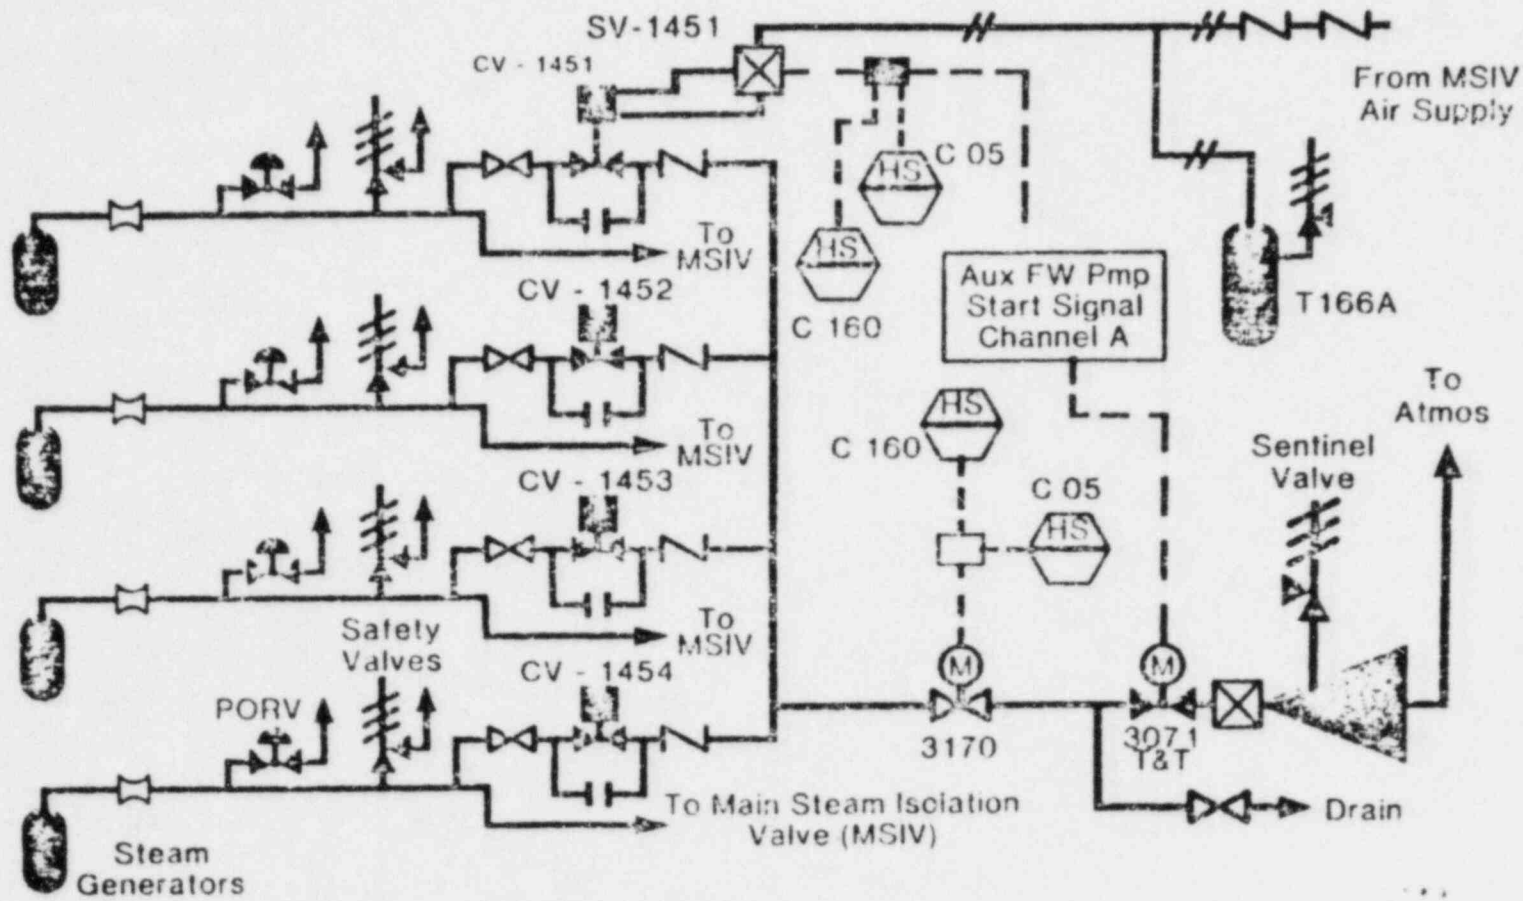 SV-1451
CV - 1451
From MSIV
Air Supply
HS
C 05
HS
C 160
To
MSIV
Aux FW Pmp
Start Signal
Channel A
T166A
CV - 1452
To
MSIV
HS
C 160
C 05
HS
To
Atmos
Sentinel
Valve
CV - 1453
To
MSIV
Safety
Valves
CV - 1454
PORV
M
3170
M
3071
T&T
To Main Steam Isolation
Valve (MSIV)
Drain
Steam
Generators